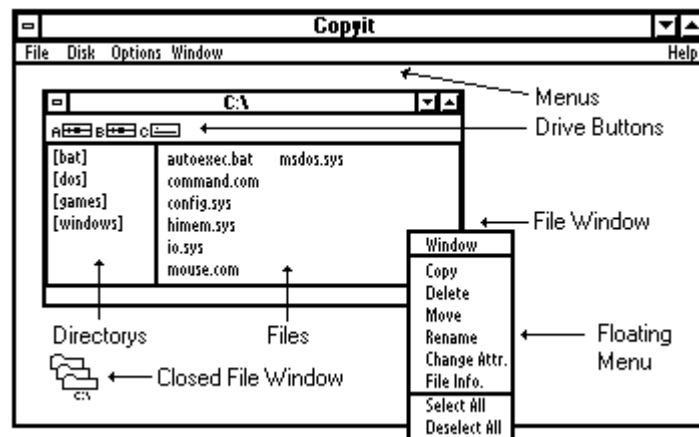 Copyit
File Disk Options Window Help
Menus
C:\
Drive Buttons
A B C
[bat] autoexec.bat msdos.sys
[dos] command.com
[games] config.sys
[windows] himem.sys
File Window
io.sys
mouse.com
Window
Copy
Delete
Move
Rename
Change Attr.
File Info.
Select All
Deselect All
Directorys
Files
Floating
Menu
Closed File Window
C:\